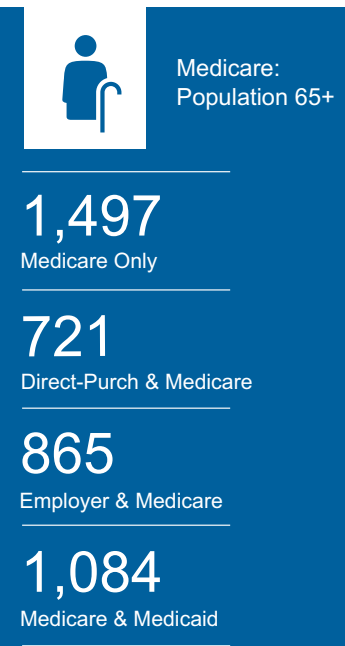 Medicare:
Population 65+
1,497
Medicare Only
721
Direct-Purch & Medicare
865
Employer & Medicare
1,084
Medicare & Medicaid